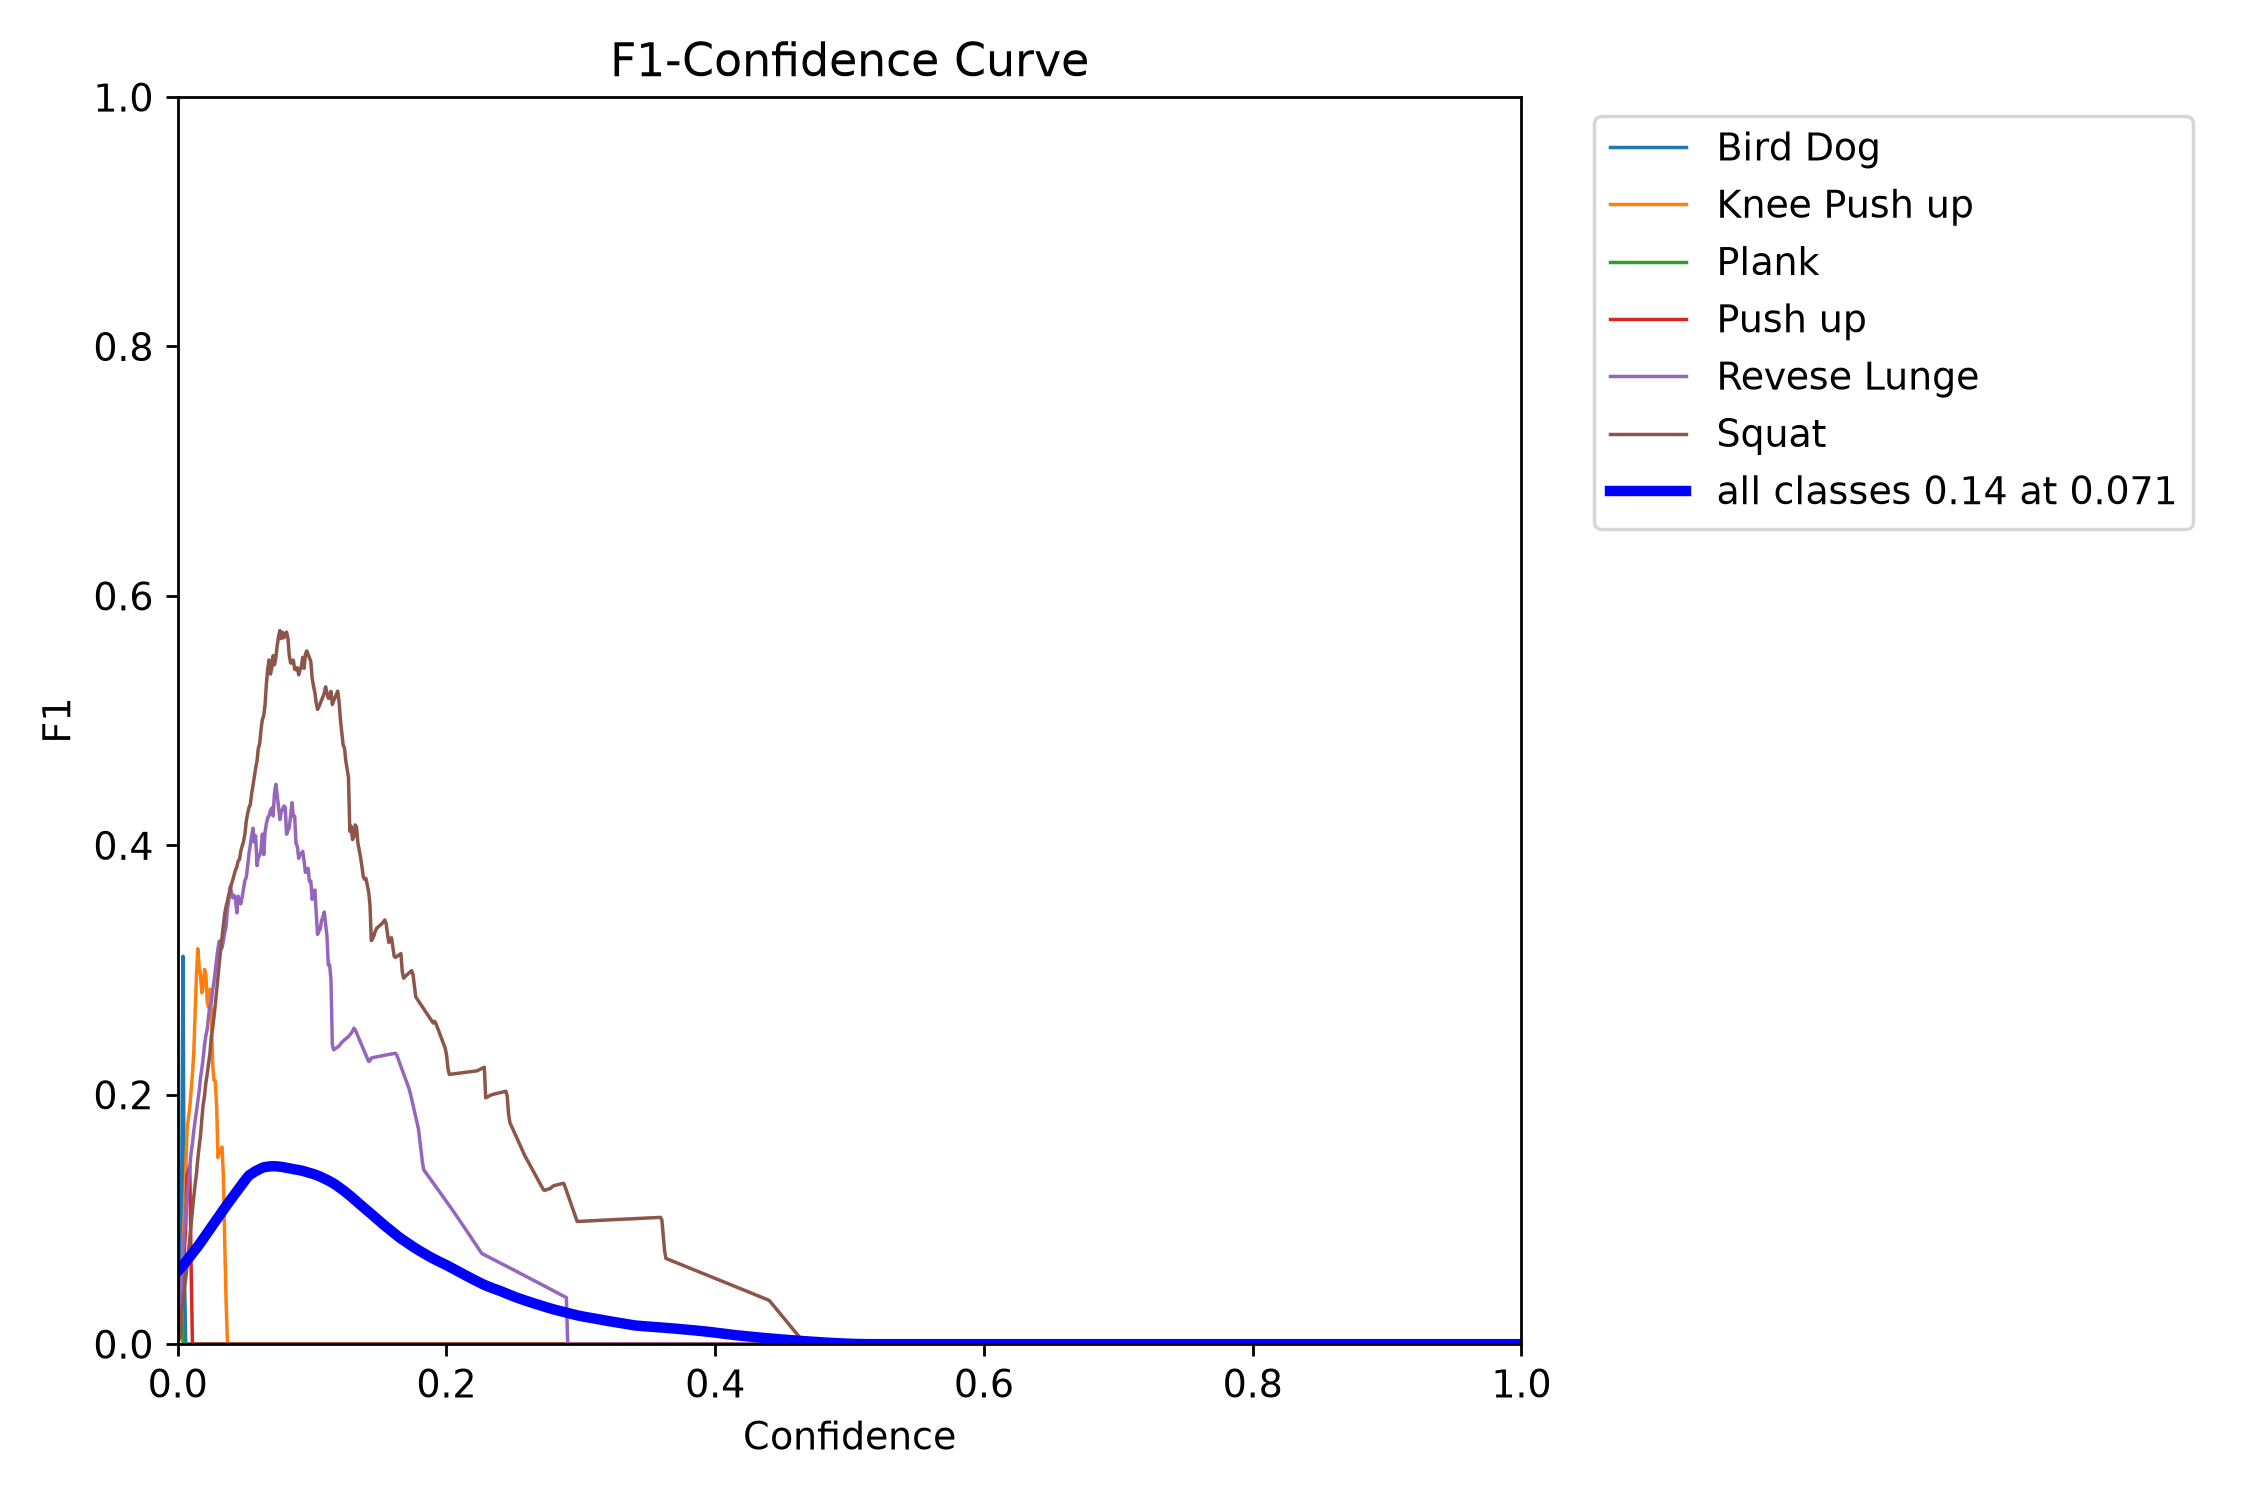 F1-Confidence Curve
1.0
0.8
0.6
0.4
0.2
0.0
F1
0.0 0.2 0.4 0.6 0.8 1.0
Confidence
Bird Dog
Knee Push up
Plank
Push up
Revese Lunge
Squat
all classes 0.14 at 0.071